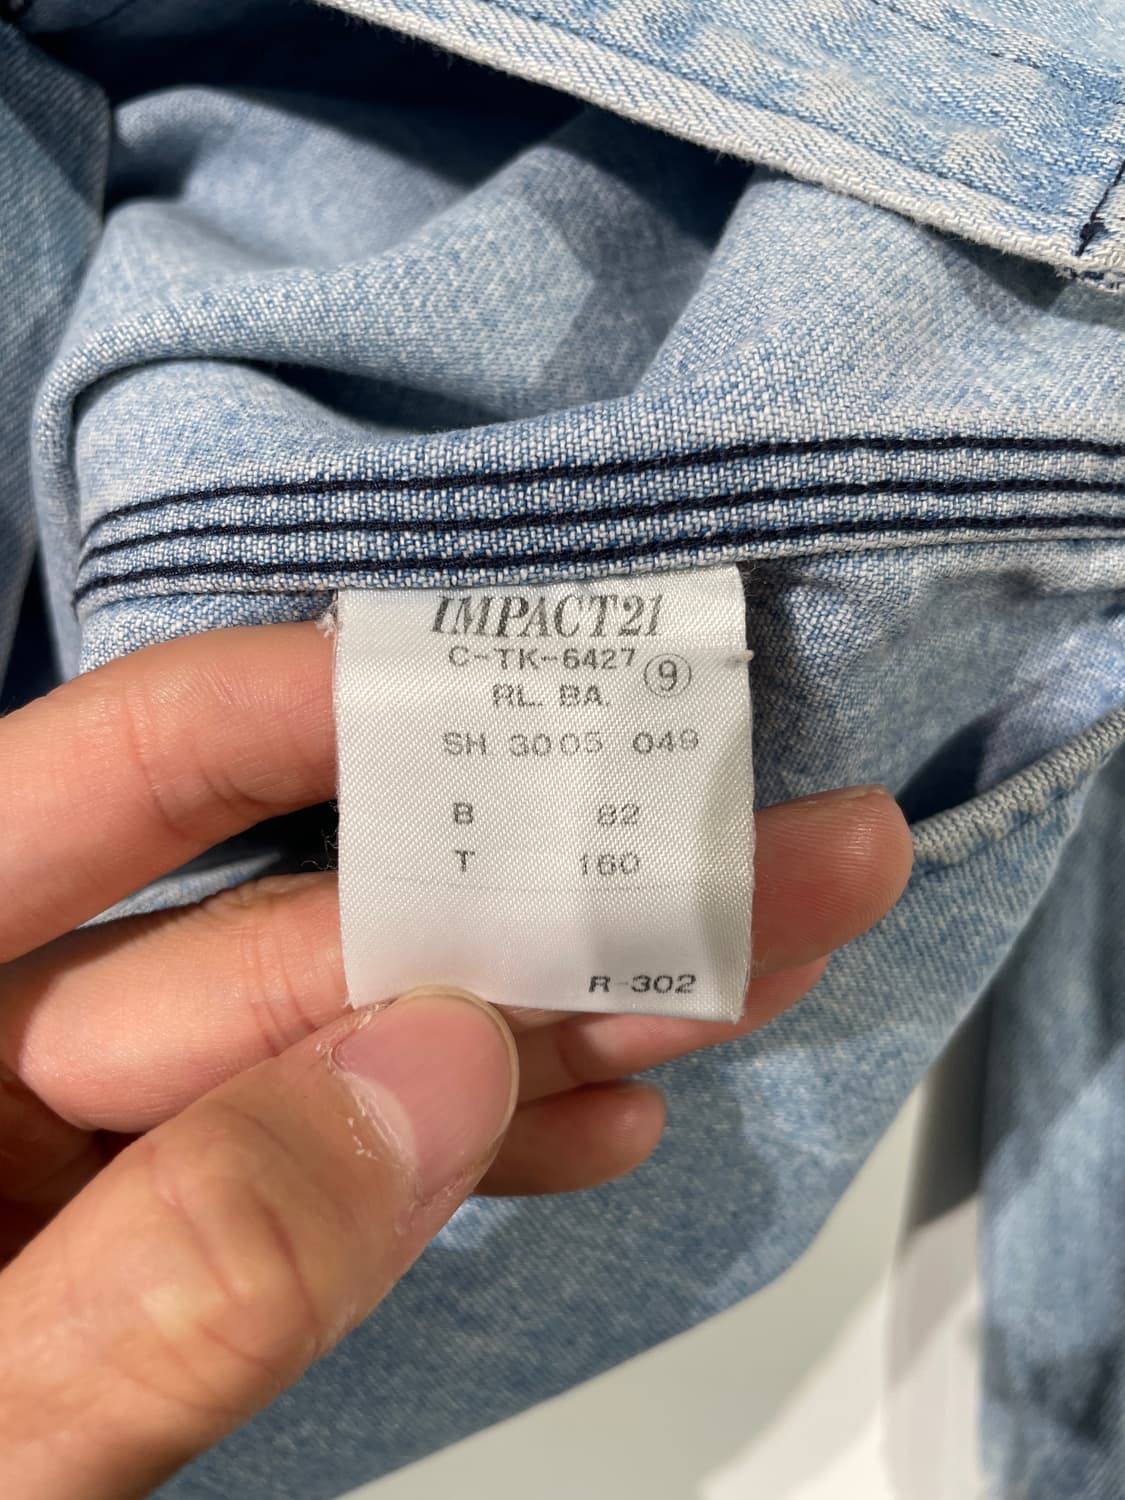 IMPACT21
C-TK-6427 ⑨
RL. BA.
SH 3005 049
B 82
T 160
R-302